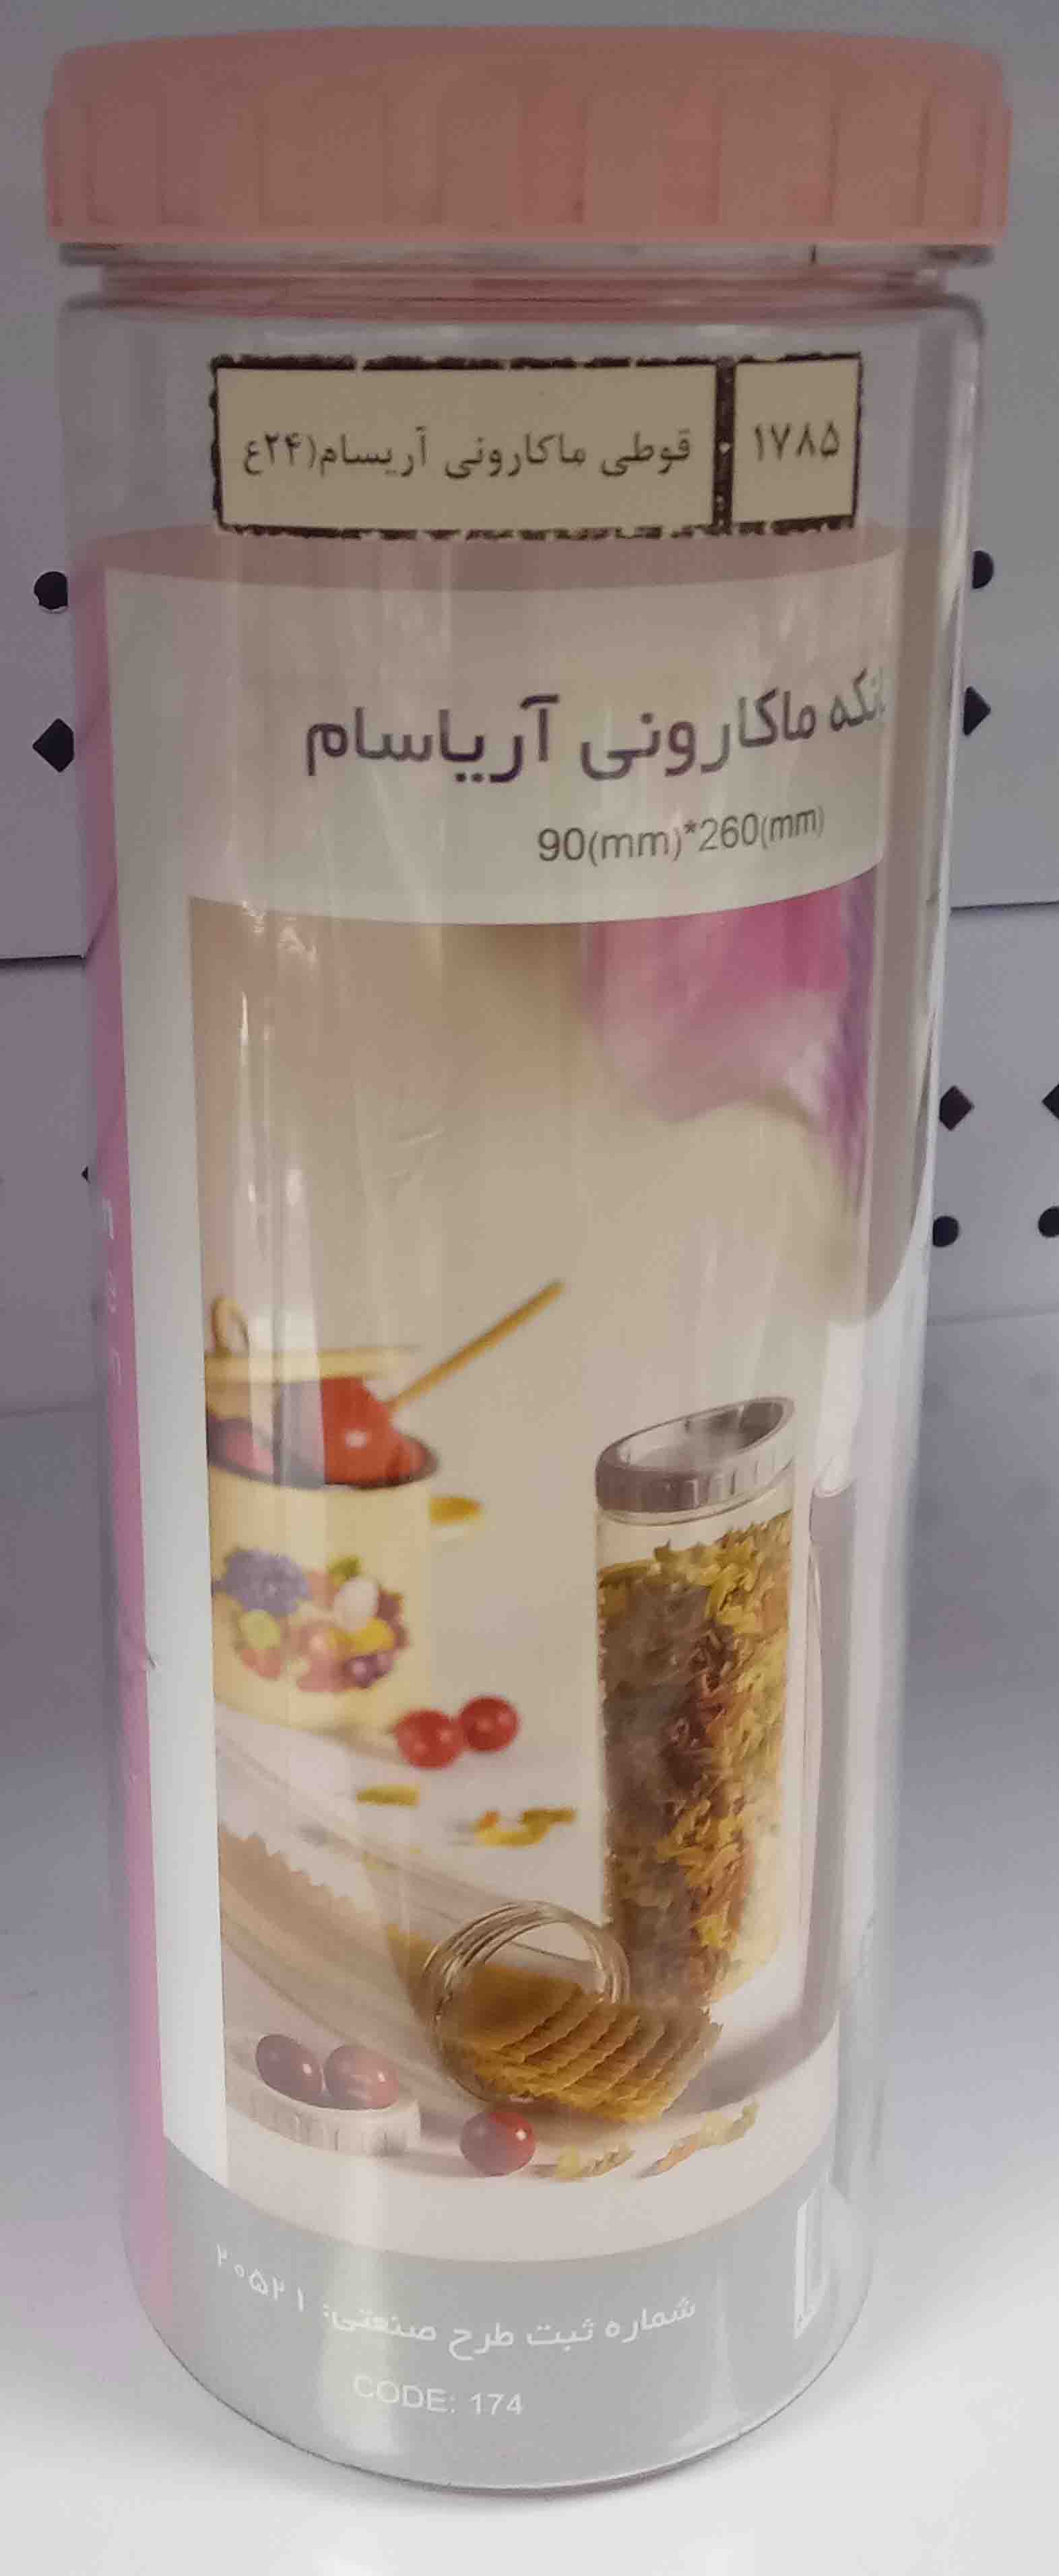 ۱۷۸۵
قوطی ماکارونی آریسام(۲۴ع
ماکارونی آریاسام
90(mm)*260(mm)
شماره ثبت طرح صنعتی: ۲۰۵۲۱
CODE: 174